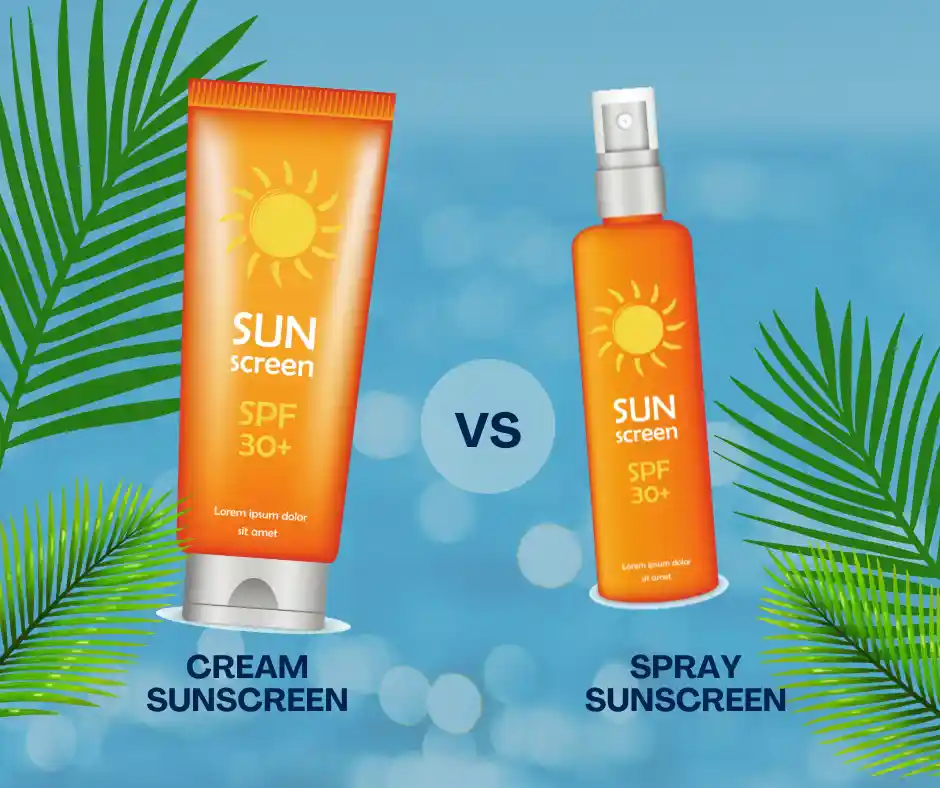 SUN
screen
SPF
30+
Lorem ipsum dolor
sit amet
VS
SUN
screen
SPF
30+
Lorem ipsum dolor
sit amet
CREAM
SUNSCREEN
SPRAY
SUNSCREEN